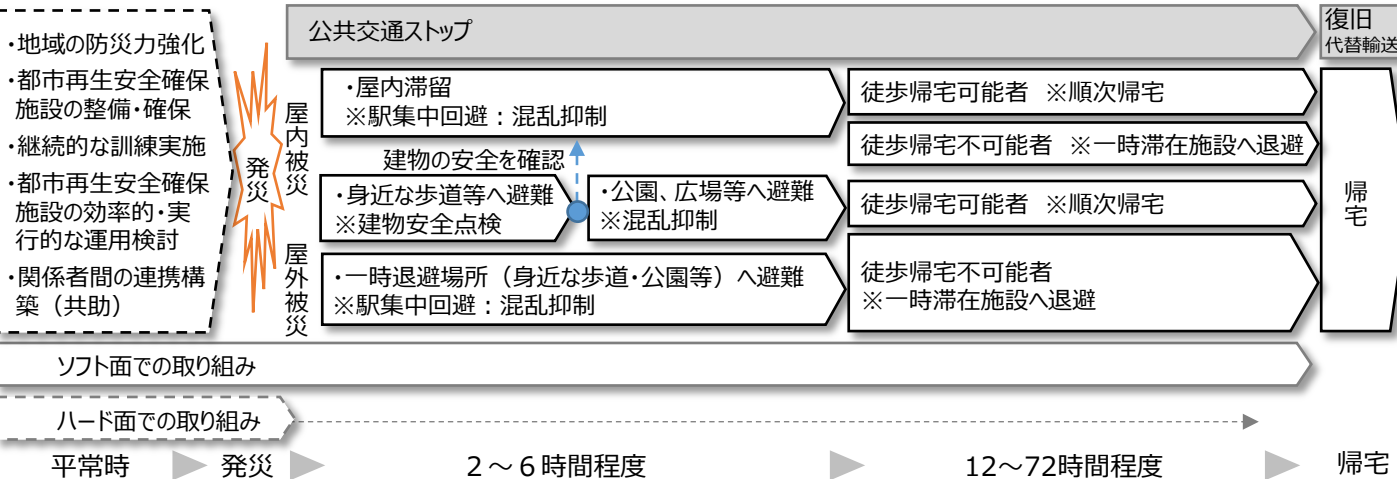 ・地域の防災力強化
・都市再生安全確保
施設の整備・確保
・継続的な訓練実施
・都市再生安全確保
施設の効率的・実
行的な運用検討
・関係者間の連携構
築（共助）
発災
公共交通ストップ
復旧
代替輸送
屋内被災
・屋内滞留
※駅集中回避：混乱抑制
建物の安全を確認
・身近な歩道等へ避難
※建物安全点検
・公園、広場等へ避難
※混乱抑制
徒歩帰宅可能者 ※順次帰宅
徒歩帰宅不可能者 ※一時滞在施設へ退避
徒歩帰宅可能者 ※順次帰宅
屋外被災
・一時退避場所（身近な歩道・公園等）へ避難
※駅集中回避：混乱抑制
徒歩帰宅不可能者
※一時滞在施設へ退避
帰宅
ソフト面での取り組み
ハード面での取り組み
平常時
発災
2～6時間程度
12～72時間程度
帰宅